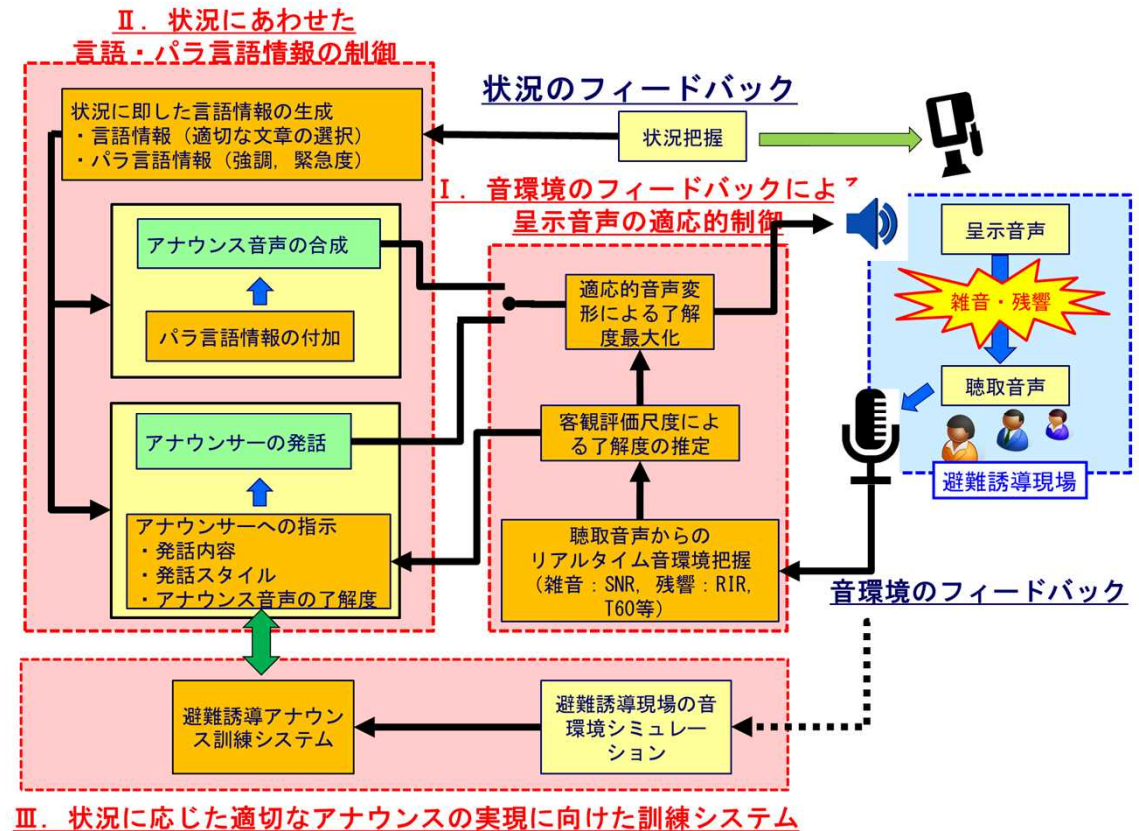 Ⅱ. 状況にあわせた
言語・パラ言語情報の制御
状況のフィードバック
状況に即した言語情報の生成
・言語情報（適切な文章の選択）
・パラ言語情報（強調, 緊急度）
状況把握
Ⅰ. 音環境のフィードバックによる
呈示音声の適応的制御
アナウンス音声の合成
パラ言語情報の付加
適応的音声変
形による了解
度最大化
呈示音声
雑音・残響
聴取音声
避難誘導現場
アナウンサーの発話
客観評価尺度によ
る了解度の推定
アナウンサーへの指示
・発話内容
・発話スタイル
・アナウンス音声の了解度
聴取音声からの
リアルタイム音環境把握
（雑音：SNR, 残響：RIR,
T60等）
音環境のフィードバック
避難誘導アナウン
ス訓練システム
避難誘導現場の音
環境シミュレー
ション
Ⅲ. 状況に応じた適切なアナウンスの実現に向けた訓練システム